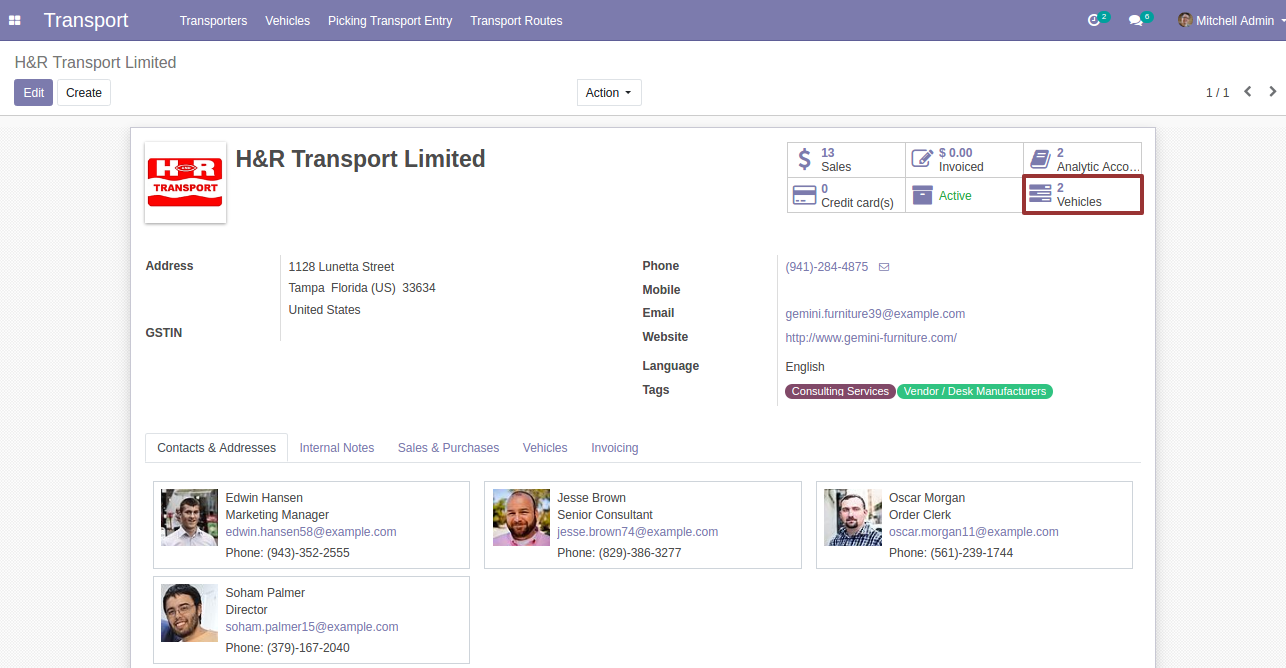 Transport Transporters Vehicles Picking Transport Entry Transport Routes 2 6 Mitchell Admin
H&R Transport Limited
Edit Create Action 1 / 1
H&R
TRANSPORT
H&R Transport Limited
13
Sales
$ 0.00
Invoiced
2
Analytic Acco...
0
Credit card(s)
Active
2
Vehicles
Address
1128 Lunetta Street
Tampa Florida (US) 33634
United States
GSTIN
Phone (941)-284-4875
Mobile
Email gemini.furniture39@example.com
Website http://www.gemini-furniture.com/
Language English
Tags Consulting Services Vendor / Desk Manufacturers
Contacts & Addresses Internal Notes Sales & Purchases Vehicles Invoicing
Edwin Hansen
Marketing Manager
edwin.hansen58@example.com
Phone: (943)-352-2555
Jesse Brown
Senior Consultant
jesse.brown74@example.com
Phone: (829)-386-3277
Oscar Morgan
Order Clerk
oscar.morgan11@example.com
Phone: (561)-239-1744
Soham Palmer
Director
soham.palmer15@example.com
Phone: (379)-167-2040